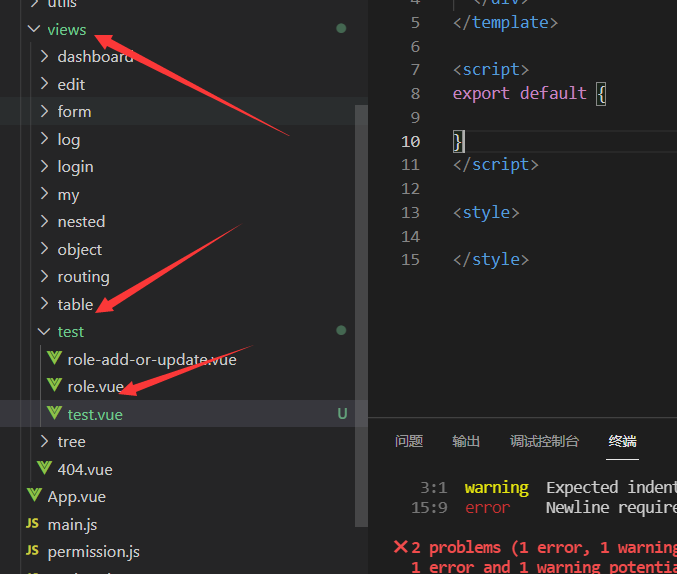 utils
views
dashboard
edit
form
log
login
my
nested
object
routing
table
test
role-add-or-update.vue
role.vue
test.vue U
tree
404.vue
App.vue
JS main.js
JS permission.js
4 </div>
5 </template>
6
7 <script>
8 export default {
9
10 }
11 </script>
12
13 <style>
14
15 </style>
问题 输出 调试控制台 终端
3:1 warning Expected indent
15:9 error Newline require
2 problems (1 error, 1 warning
1 error and 1 warning potentia